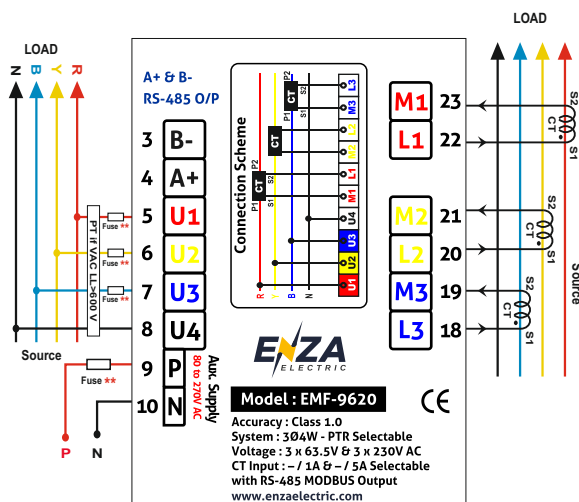 LOAD
N B Y R
PT if VAC LL>600 V
Fuse **
Fuse **
Fuse **
Source
Fuse **
P N
A+ & B-
RS-485 O/P
3 B-
4 A+
5 U1
6 U2
7 U3
8 U4
9 P
10 N
Aux. Supply
80 to 270V AC
Connection Scheme
P2
CT
P1
S2
S1
P2
CT
P1
S2
S1
CT
L3
M3
L2
M2
L1
M1
U4
U3
U2
U1
R Y B N
ENZA
ELECTRIC
Model : EMF-9620
CE
Accuracy : Class 1.0
System : 3Ø4W - PTR Selectable
Voltage : 3 x 63.5V & 3 x 230V AC
CT Input : – / 1A & – / 5A Selectable
with RS-485 MODBUS Output
www.enzaelectric.com
M1 23
L1 22
M2 21
L2 20
M3 19
L3 18
LOAD
S2
CT
S1
S2
CT
S1
S2
CT
S1
Source